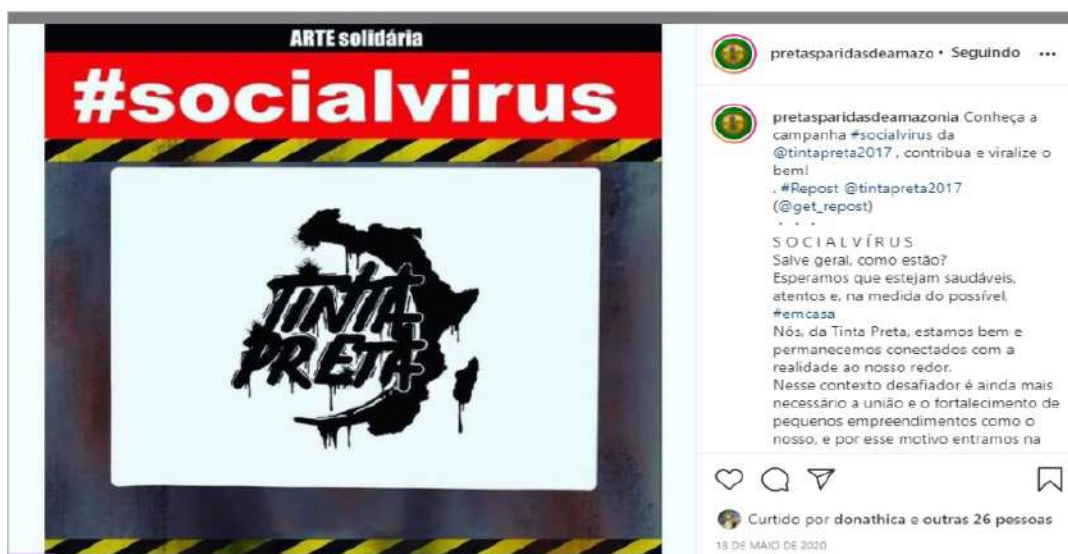 ARTE solidária
#socialvirus
TINTA
PRETA
pretasparidasdeamazo • Seguindo •••
pretasparidasdeamazonia Conheça a
campanha #socialvirus da
@tintapreta2017 , contribua e viralize o
bem!
. #Repost @tintapreta2017
(@get_repost)
• • •
S O C I A L V Í R U S
Salve geral, como estão?
Esperamos que estejam saudáveis,
atentos e, na medida do possível,
#emcasa
Nós, da Tinta Preta, estamos bem e
permanecemos conectados com a
realidade ao nosso redor.
Nesse contexto desafiador é ainda mais
necessário a união e o fortalecimento de
pequenos empreendimentos como o
nosso, e por esse motivo entramos na
Curtido por donathica e outras 26 pessoas
18 DE MAIO DE 2020